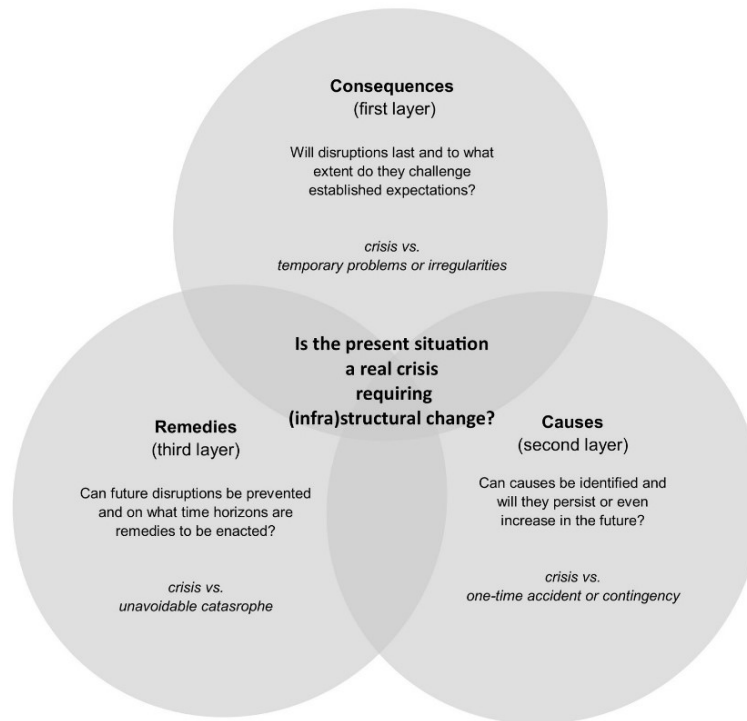 Consequences
(first layer)
Will disruptions last and to what
extent do they challenge
established expectations?
crisis vs.
temporary problems or irregularities
Is the present situation
a real crisis
requiring
(infra)structural change?
Remedies
(third layer)
Can future disruptions be prevented
and on what time horizons are
remedies to be enacted?
crisis vs.
unavoidable catasrophe
Causes
(second layer)
Can causes be identified and
will they persist or even
increase in the future?
crisis vs.
one-time accident or contingency